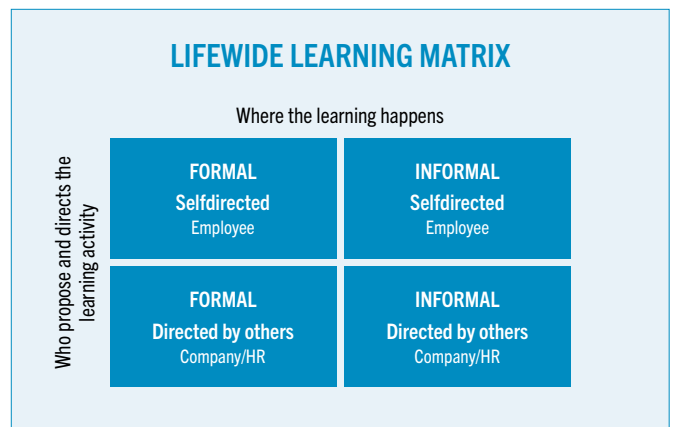 LIFEWIDE LEARNING MATRIX
Where the learning happens
Who propose and directs the
learning activity
FORMAL
Selfdirected
Employee
INFORMAL
Selfdirected
Employee
FORMAL
Directed by others
Company/HR
INFORMAL
Directed by others
Company/HR